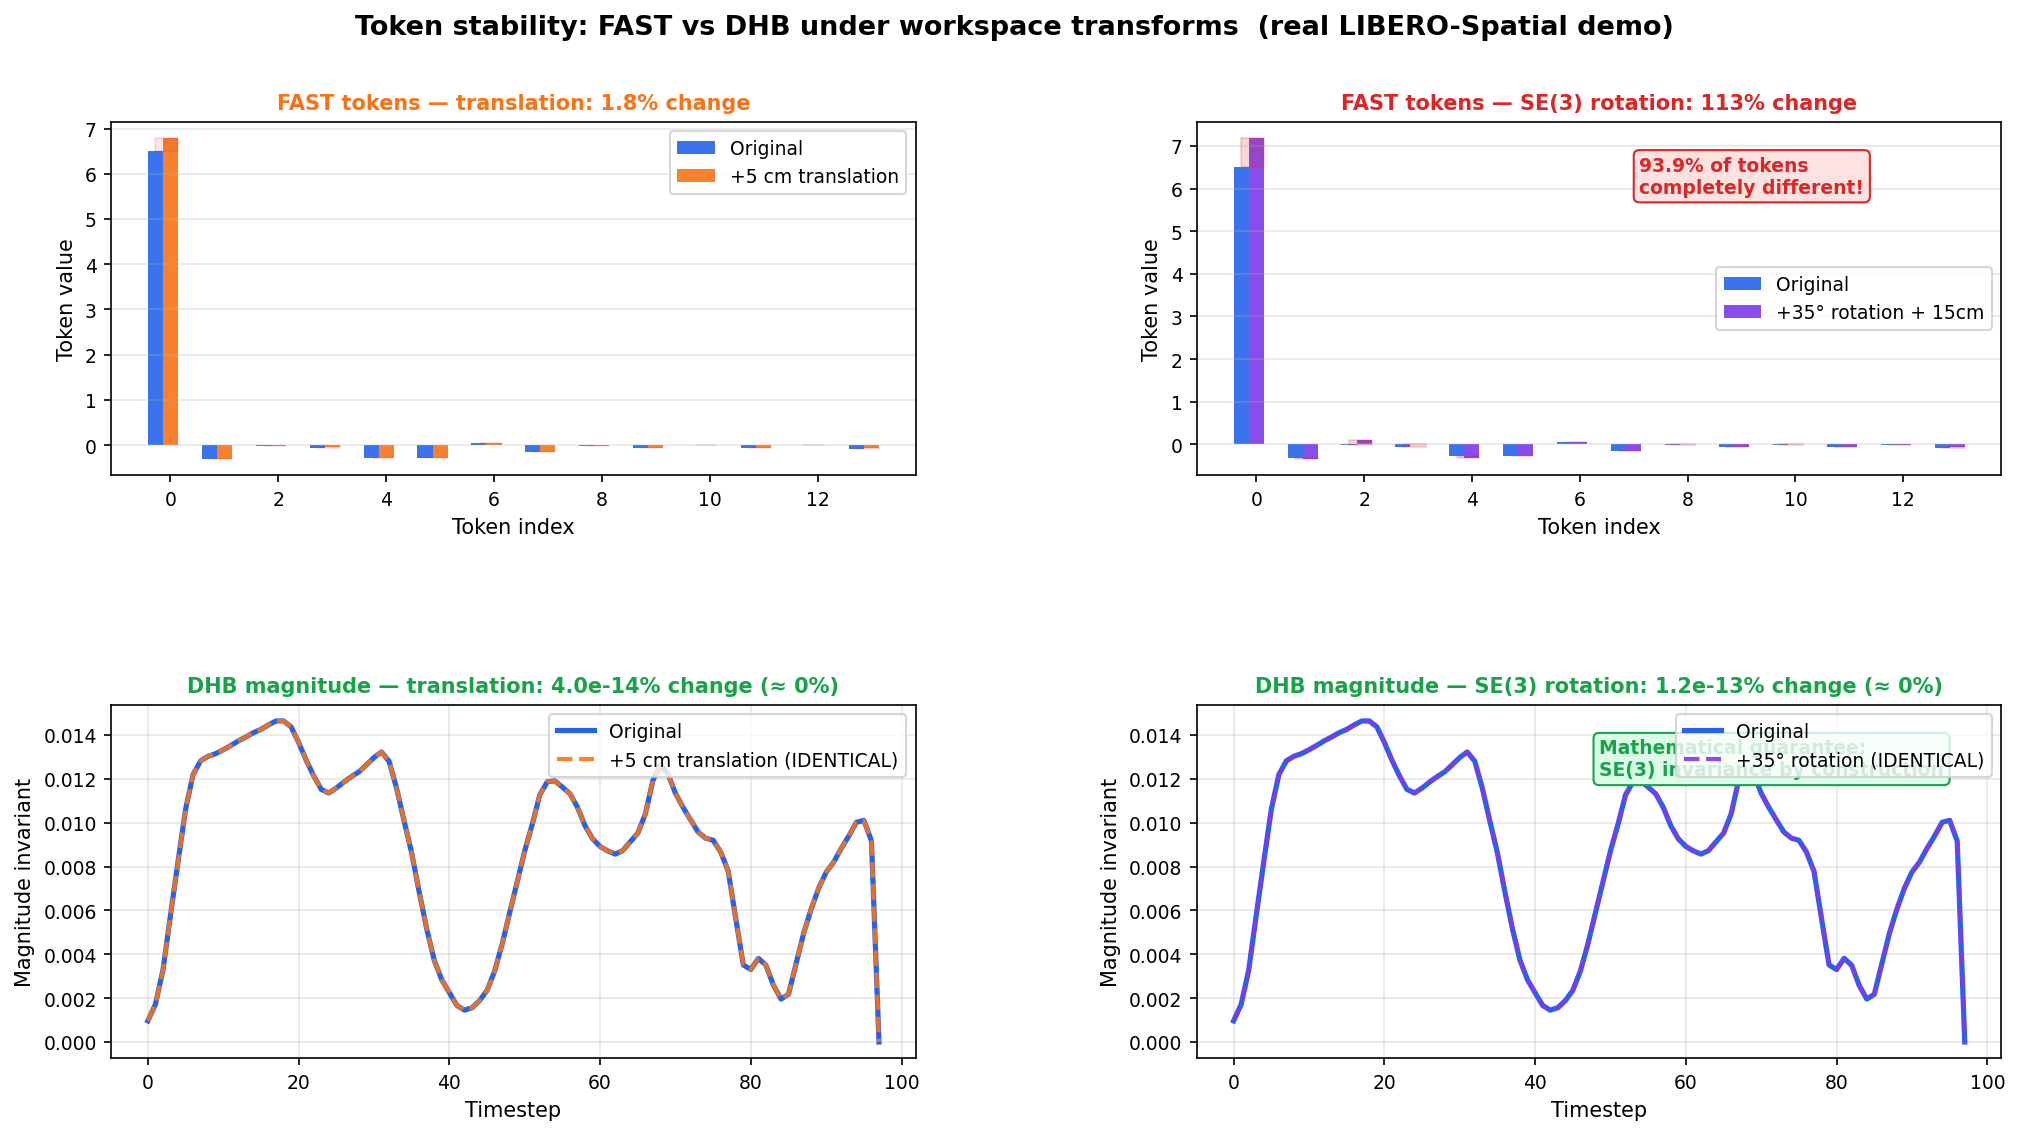 Token stability: FAST vs DHB under workspace transforms  (real LIBERO-Spatial demo)
FAST tokens — translation: 1.8% change
Token value
7
6
5
4
3
2
1
0
Original
+5 cm translation
0 2 4 6 8 10 12
Token index
FAST tokens — SE(3) rotation: 113% change
Token value
7
6
5
4
3
2
1
0
93.9% of tokens
completely different!
Original
+35° rotation + 15cm
0 2 4 6 8 10 12
Token index
DHB magnitude — translation: 4.0e-14% change (≈ 0%)
Magnitude invariant
0.014
0.012
0.010
0.008
0.006
0.004
0.002
0.000
Original
+5 cm translation (IDENTICAL)
0 20 40 60 80 100
Timestep
DHB magnitude — SE(3) rotation: 1.2e-13% change (≈ 0%)
Magnitude invariant
0.014
0.012
0.010
0.008
0.006
0.004
0.002
0.000
Mathematical guarantee:
SE(3) invariance by construction
Original
+35° rotation (IDENTICAL)
0 20 40 60 80 100
Timestep